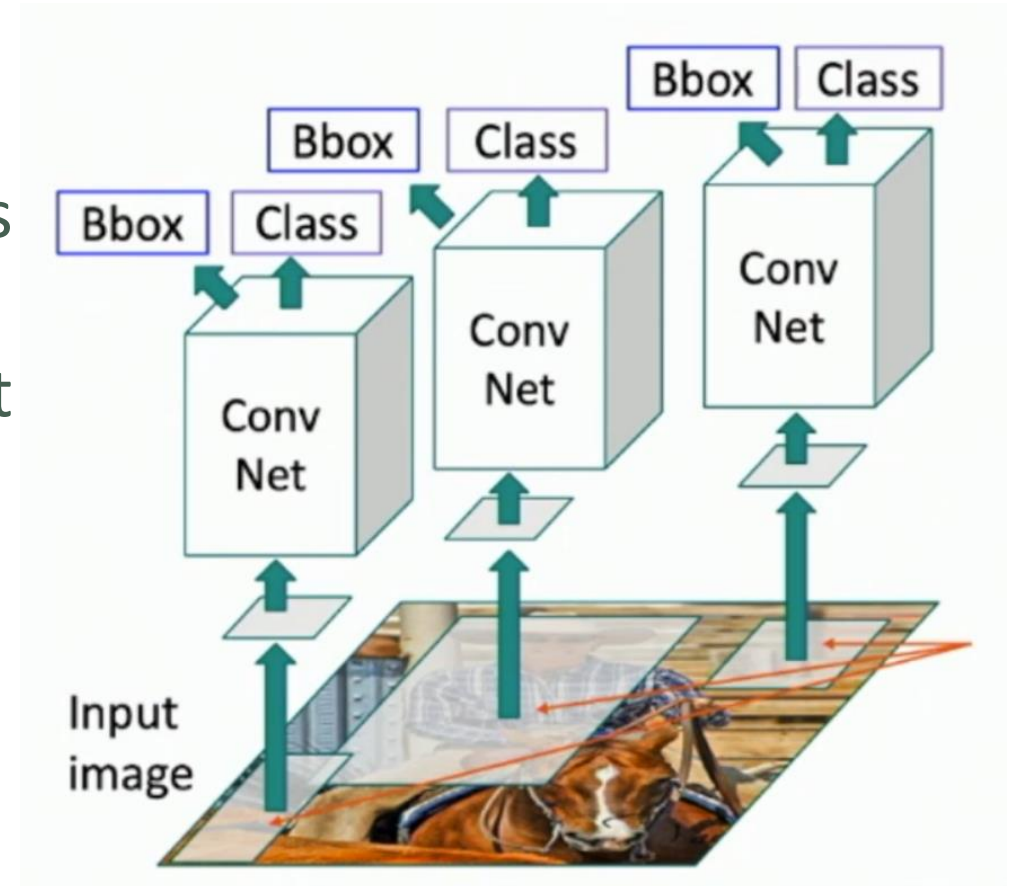 Bbox Class
Bbox Class
Bbox Class
s
t
Conv
Net
Conv
Net
Conv
Net
Input
image